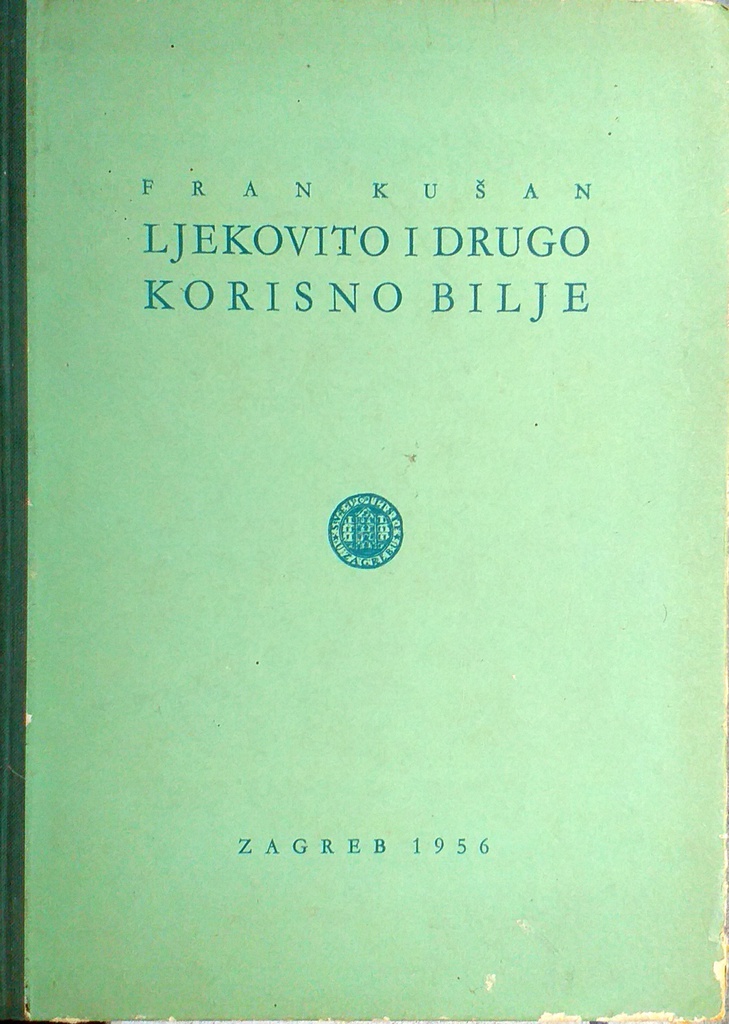 FRAN KUŠAN
LJEKOVITO I DRUGO
KORISNO BILJE
ZAGREB 1956